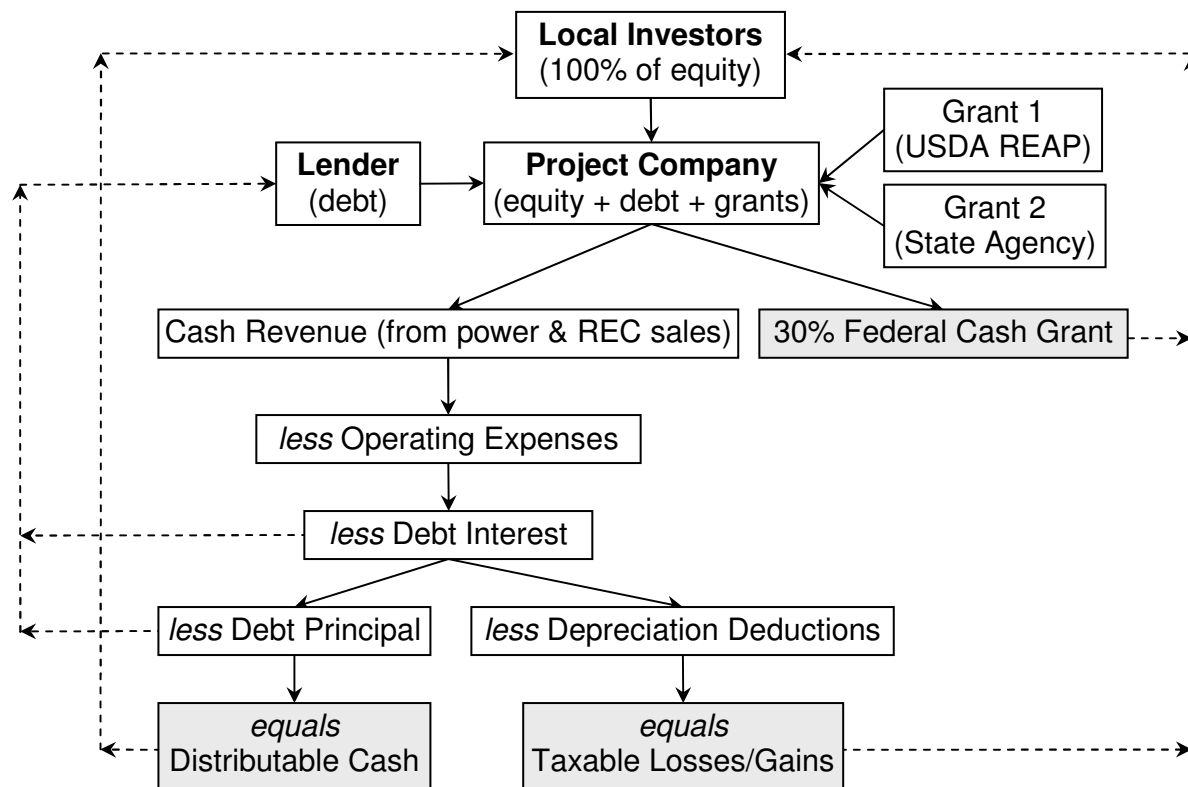 Local Investors
(100% of equity)
Grant 1
(USDA REAP)
Lender
(debt)
Project Company
(equity + debt + grants)
Grant 2
(State Agency)
Cash Revenue (from power & REC sales)
30% Federal Cash Grant
less Operating Expenses
less Debt Interest
less Debt Principal
less Depreciation Deductions
equals
Distributable Cash
equals
Taxable Losses/Gains